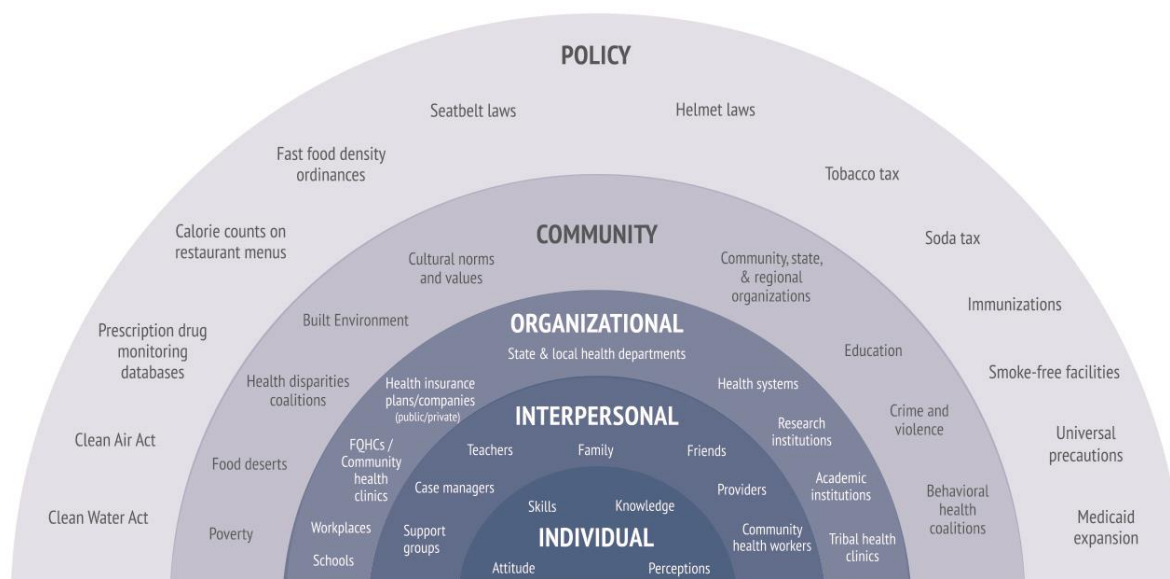 POLICY
Seatbelt laws
Helmet laws
Fast food density
ordinances
Tobacco tax
Calorie counts on
restaurant menus
Soda tax
Immunizations
Prescription drug
monitoring
databases
Smoke-free facilities
Clean Air Act
Universal
precautions
Clean Water Act
Medicaid
expansion
COMMUNITY
Cultural norms
and values
Community, state,
& regional
organizations
Built Environment
Education
Health disparities
coalitions
Crime and
violence
Food deserts
Behavioral
health
coalitions
Poverty
ORGANIZATIONAL
State & local health departments
Health insurance
plans/companies
(public/private)
Health systems
Research
institutions
FQHCs /
Community
health
clinics
Academic
institutions
Workplaces
Tribal health
clinics
Schools
INTERPERSONAL
Teachers
Family
Friends
Case managers
Providers
Support
groups
Community
health workers
Skills
Knowledge
INDIVIDUAL
Attitude
Perceptions